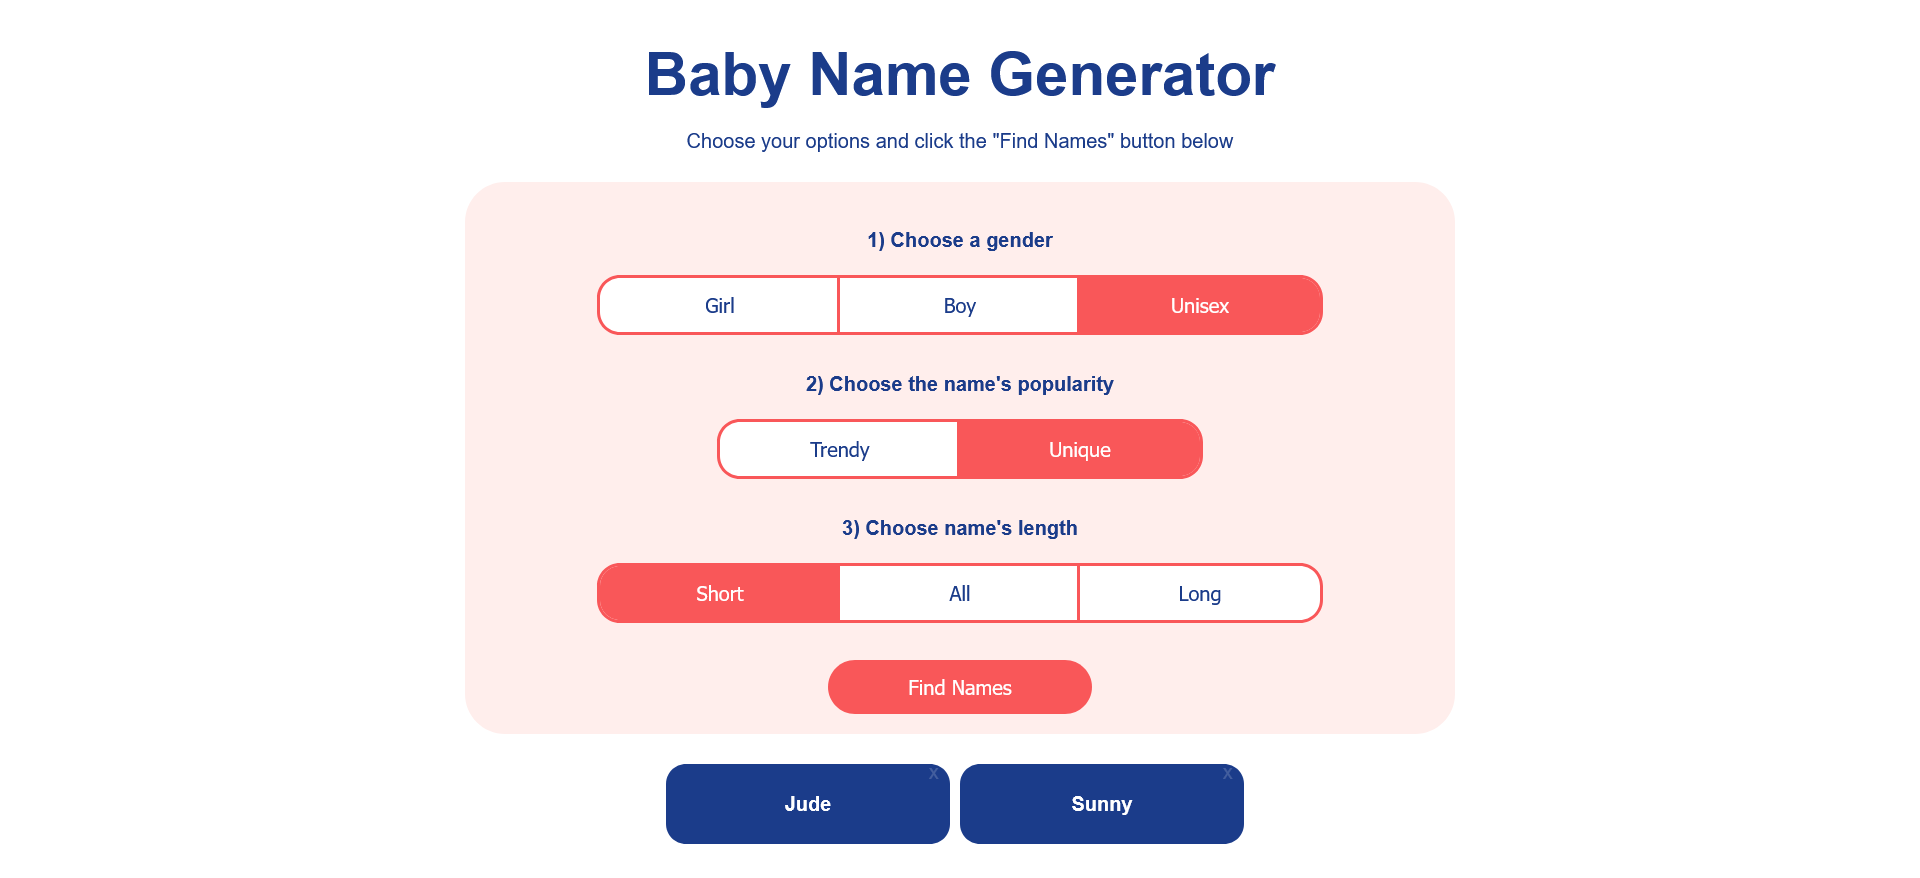 Baby Name Generator
Choose your options and click the "Find Names" button below
1) Choose a gender
Girl Boy Unisex
2) Choose the name's popularity
Trendy Unique
3) Choose name's length
Short All Long
Find Names
x x
Jude Sunny